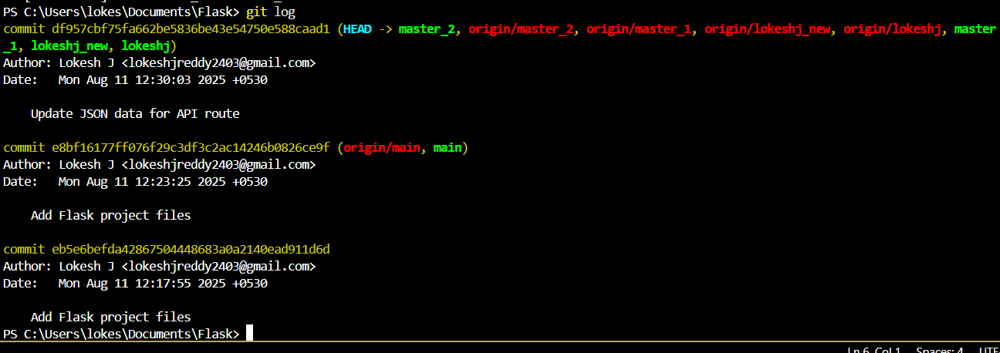 PS C:\Users\lokes\Documents\Flask> git log
commit df957cbf75fa662be5836be43e54750e588caad1 (HEAD -> master_2, origin/master_2, origin/master_1, origin/lokeshj_new, origin/lokeshj, master
_1, lokeshj_new, lokeshj)
Author: Lokesh J <lokeshjreddy2403@gmail.com>
Date:   Mon Aug 11 12:30:03 2025 +0530
    Update JSON data for API route
commit e8bf16177ff076f29c3df3c2ac14246b0826ce9f (origin/main, main)
Author: Lokesh J <lokeshjreddy2403@gmail.com>
Date:   Mon Aug 11 12:23:25 2025 +0530
    Add Flask project files
commit eb5e6befda42867504448683a0a2140ead911d6d
Author: Lokesh J <lokeshjreddy2403@gmail.com>
Date:   Mon Aug 11 12:17:55 2025 +0530
    Add Flask project files
PS C:\Users\lokes\Documents\Flask>
Ln 6, Col 1 Spaces: 4